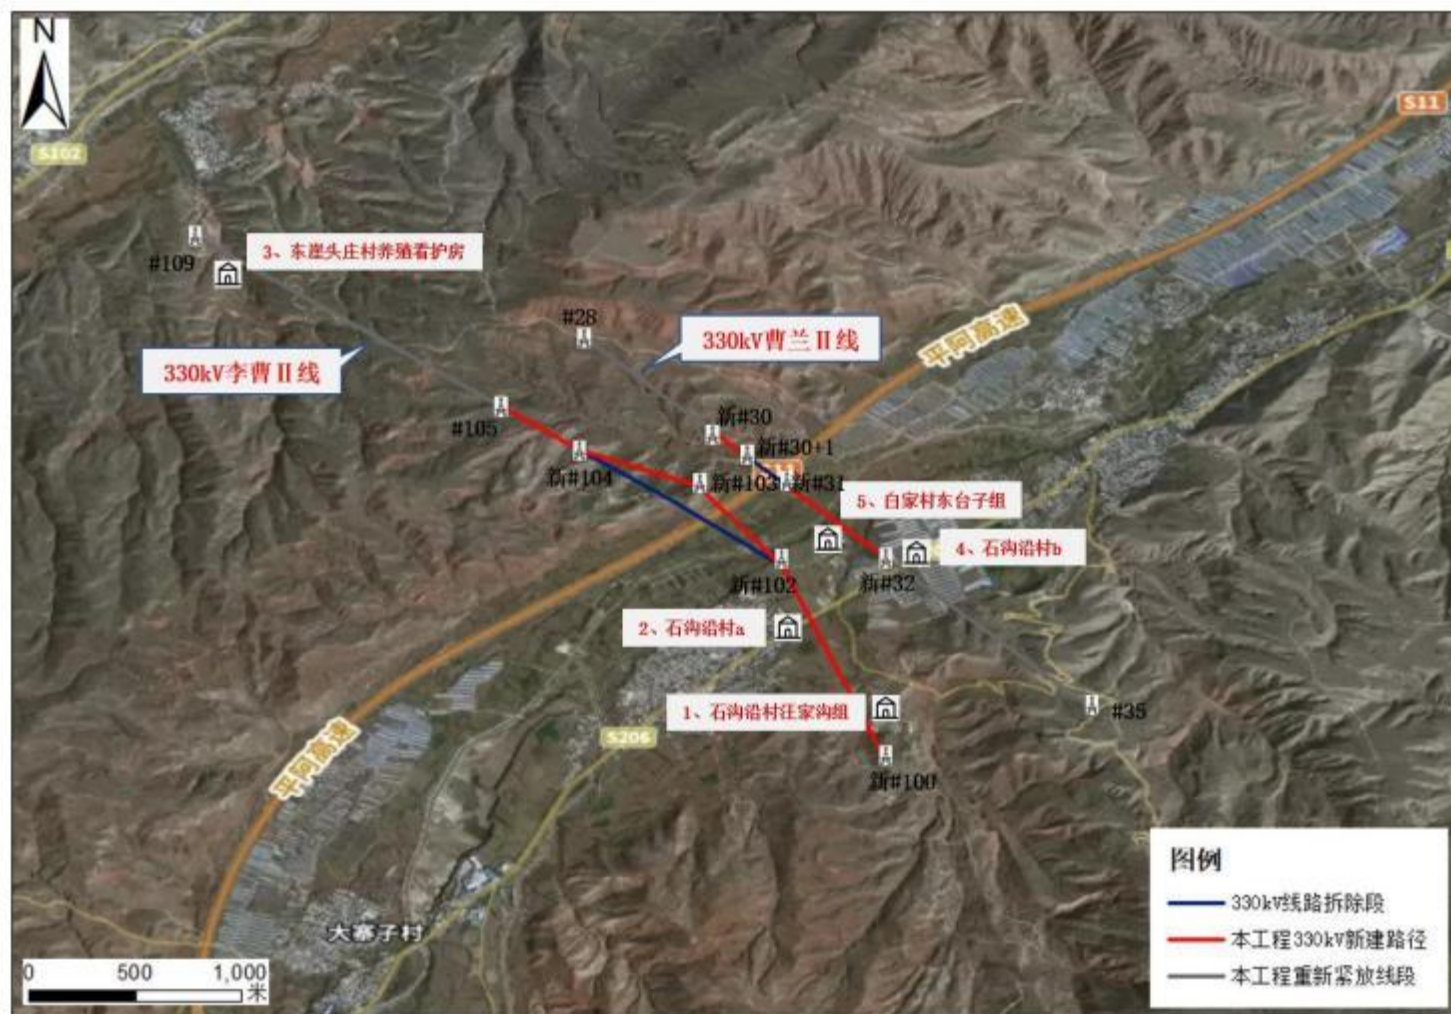 N
S11
S102
3、东崖头庄村养殖看护房
#109
#28
330kV曹兰Ⅱ线
平阿高速
330kV李曹Ⅱ线
#105
新#30
新#30+1
新#104
新#103
新#31
5、白家村东台子组
4、石沟沿村b
新#102
新#32
2、石沟沿村a
1、石沟沿村汪家沟组
#35
S206
平阿高速
新#100
图例
330kV线路拆除段
本工程330kV新建路径
本工程重新紧放线段
大寨子村
0 500 1,000
米